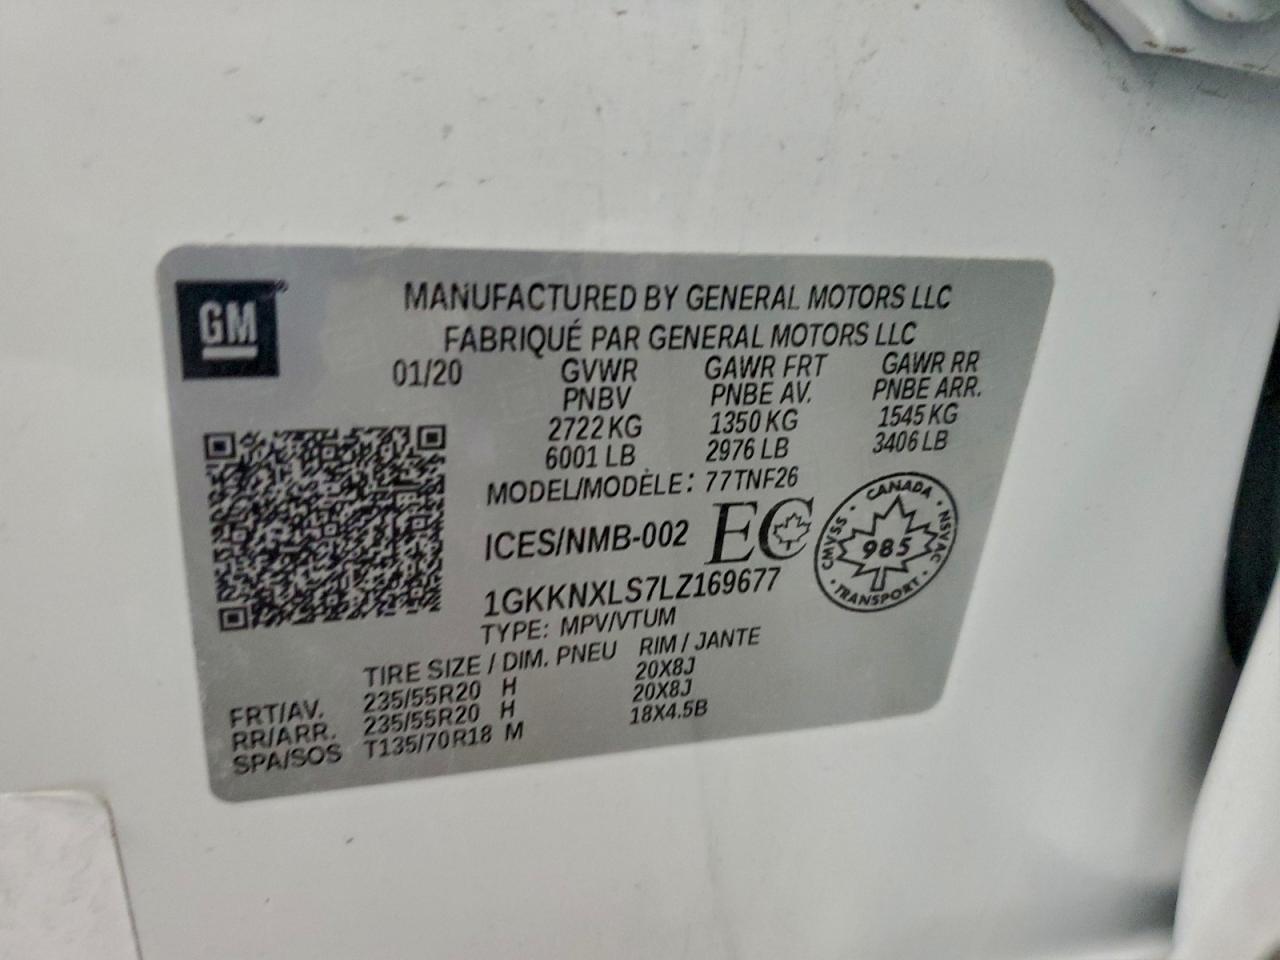 GM
MANUFACTURED BY GENERAL MOTORS LLC
FABRIQUÉ PAR GENERAL MOTORS LLC
01/20 GVWR GAWR FRT GAWR RR
PNBV PNBE AV. PNBE ARR.
2722 KG 1350 KG 1545 KG
6001 LB 2976 LB 3406 LB
MODEL/MODÈLE: 77TNF26
ICES/NMB-002 EC
CANADA
CMVSS 985 NSVAC
TRANSPORT
1GKKNXLS7LZ169677
TYPE: MPV/VTUM
TIRE SIZE / DIM. PNEU RIM / JANTE
FRT/AV. 235/55R20 H 20X8J
RR/ARR. 235/55R20 H 20X8J
SPA/SOS T135/70R18 M 18X4.5B